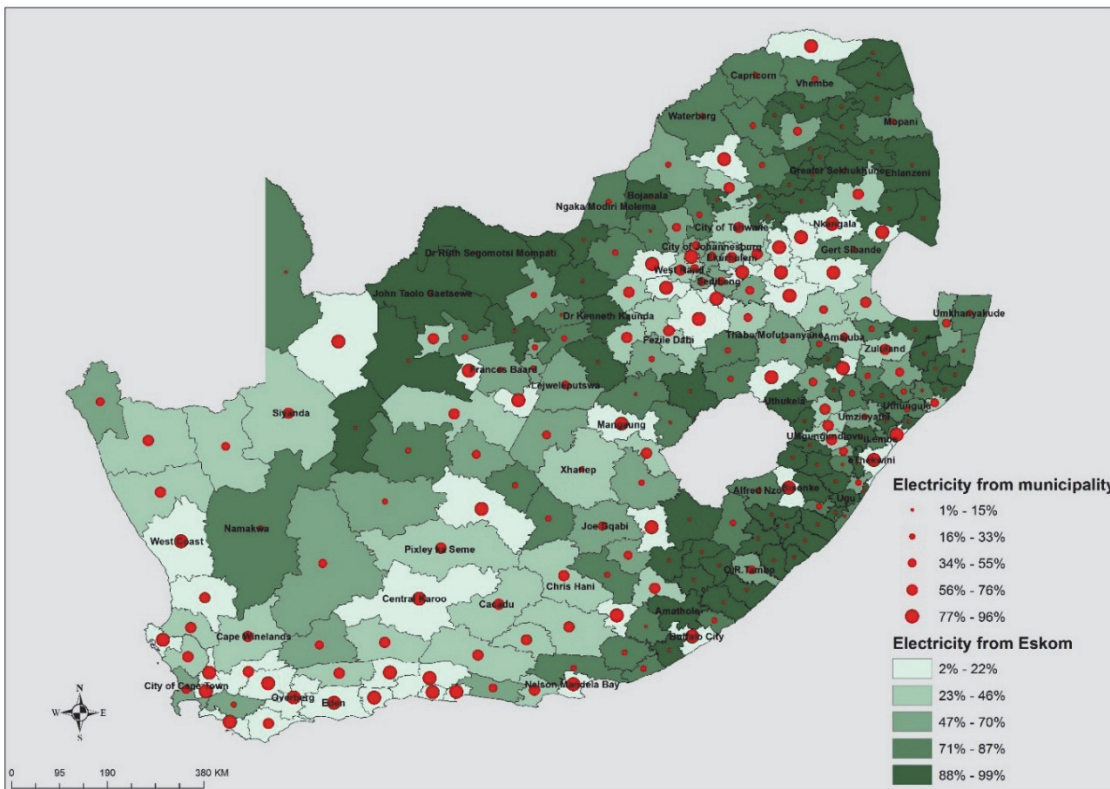 Capricorn
Vhembe
Waterberg
Mopani
Greater Sekhukhune
Ehlanzeni
Bojanala
Ngaka Modiri Molema
City of Tshwane
Nkangala
City of Johannesburg
Ekurhuleni
Gert Sibande
Dr Ruth Segomotsi Mompati
West Rand
Sedibeng
John Taolo Gaetsewe
Dr Kenneth Kaunda
Umkhanyakude
Fezile Dabi
Thabo Mofutsanyane
Amajuba
Zululand
Frances Baard
Lejweleputswa
Siyanda
Uthukela
Umzinyathi
Uthungulu
Mangaung
Umgungundlovu
iLembe
eThekwini
Xhariep
Alfred Nzo
Sisonke
Ugu
Namakwa
Joe Gqabi
West Coast
Pixley ka Seme
O.R.Tambo
Chris Hani
Central Karoo
Cacadu
Amathole
Cape Winelands
Buffalo City
City of Cape Town
Overberg
Eden
Nelson Mandela Bay
Electricity from municipality
1% - 15%
16% - 33%
34% - 55%
56% - 76%
77% - 96%
Electricity from Eskom
2% - 22%
23% - 46%
47% - 70%
71% - 87%
88% - 99%
N
W E
S
0 95 190 380 KM